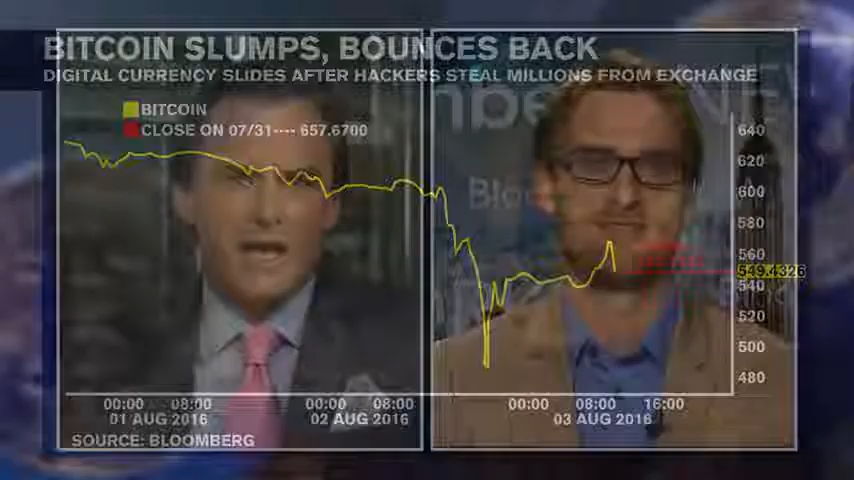 BITCOIN SLUMPS, BOUNCES BACK
DIGITAL CURRENCY SLIDES AFTER HACKERS STEAL MILLIONS FROM EXCHANGE
BITCOIN
CLOSE ON 07/31---- 657.6700
640
620
600
580
560
549.4326
540
520
500
480
00:00 08:00 00:00 08:00 00:00 08:00 16:00
01 AUG 2016 02 AUG 2016 03 AUG 2016
SOURCE: BLOOMBERG